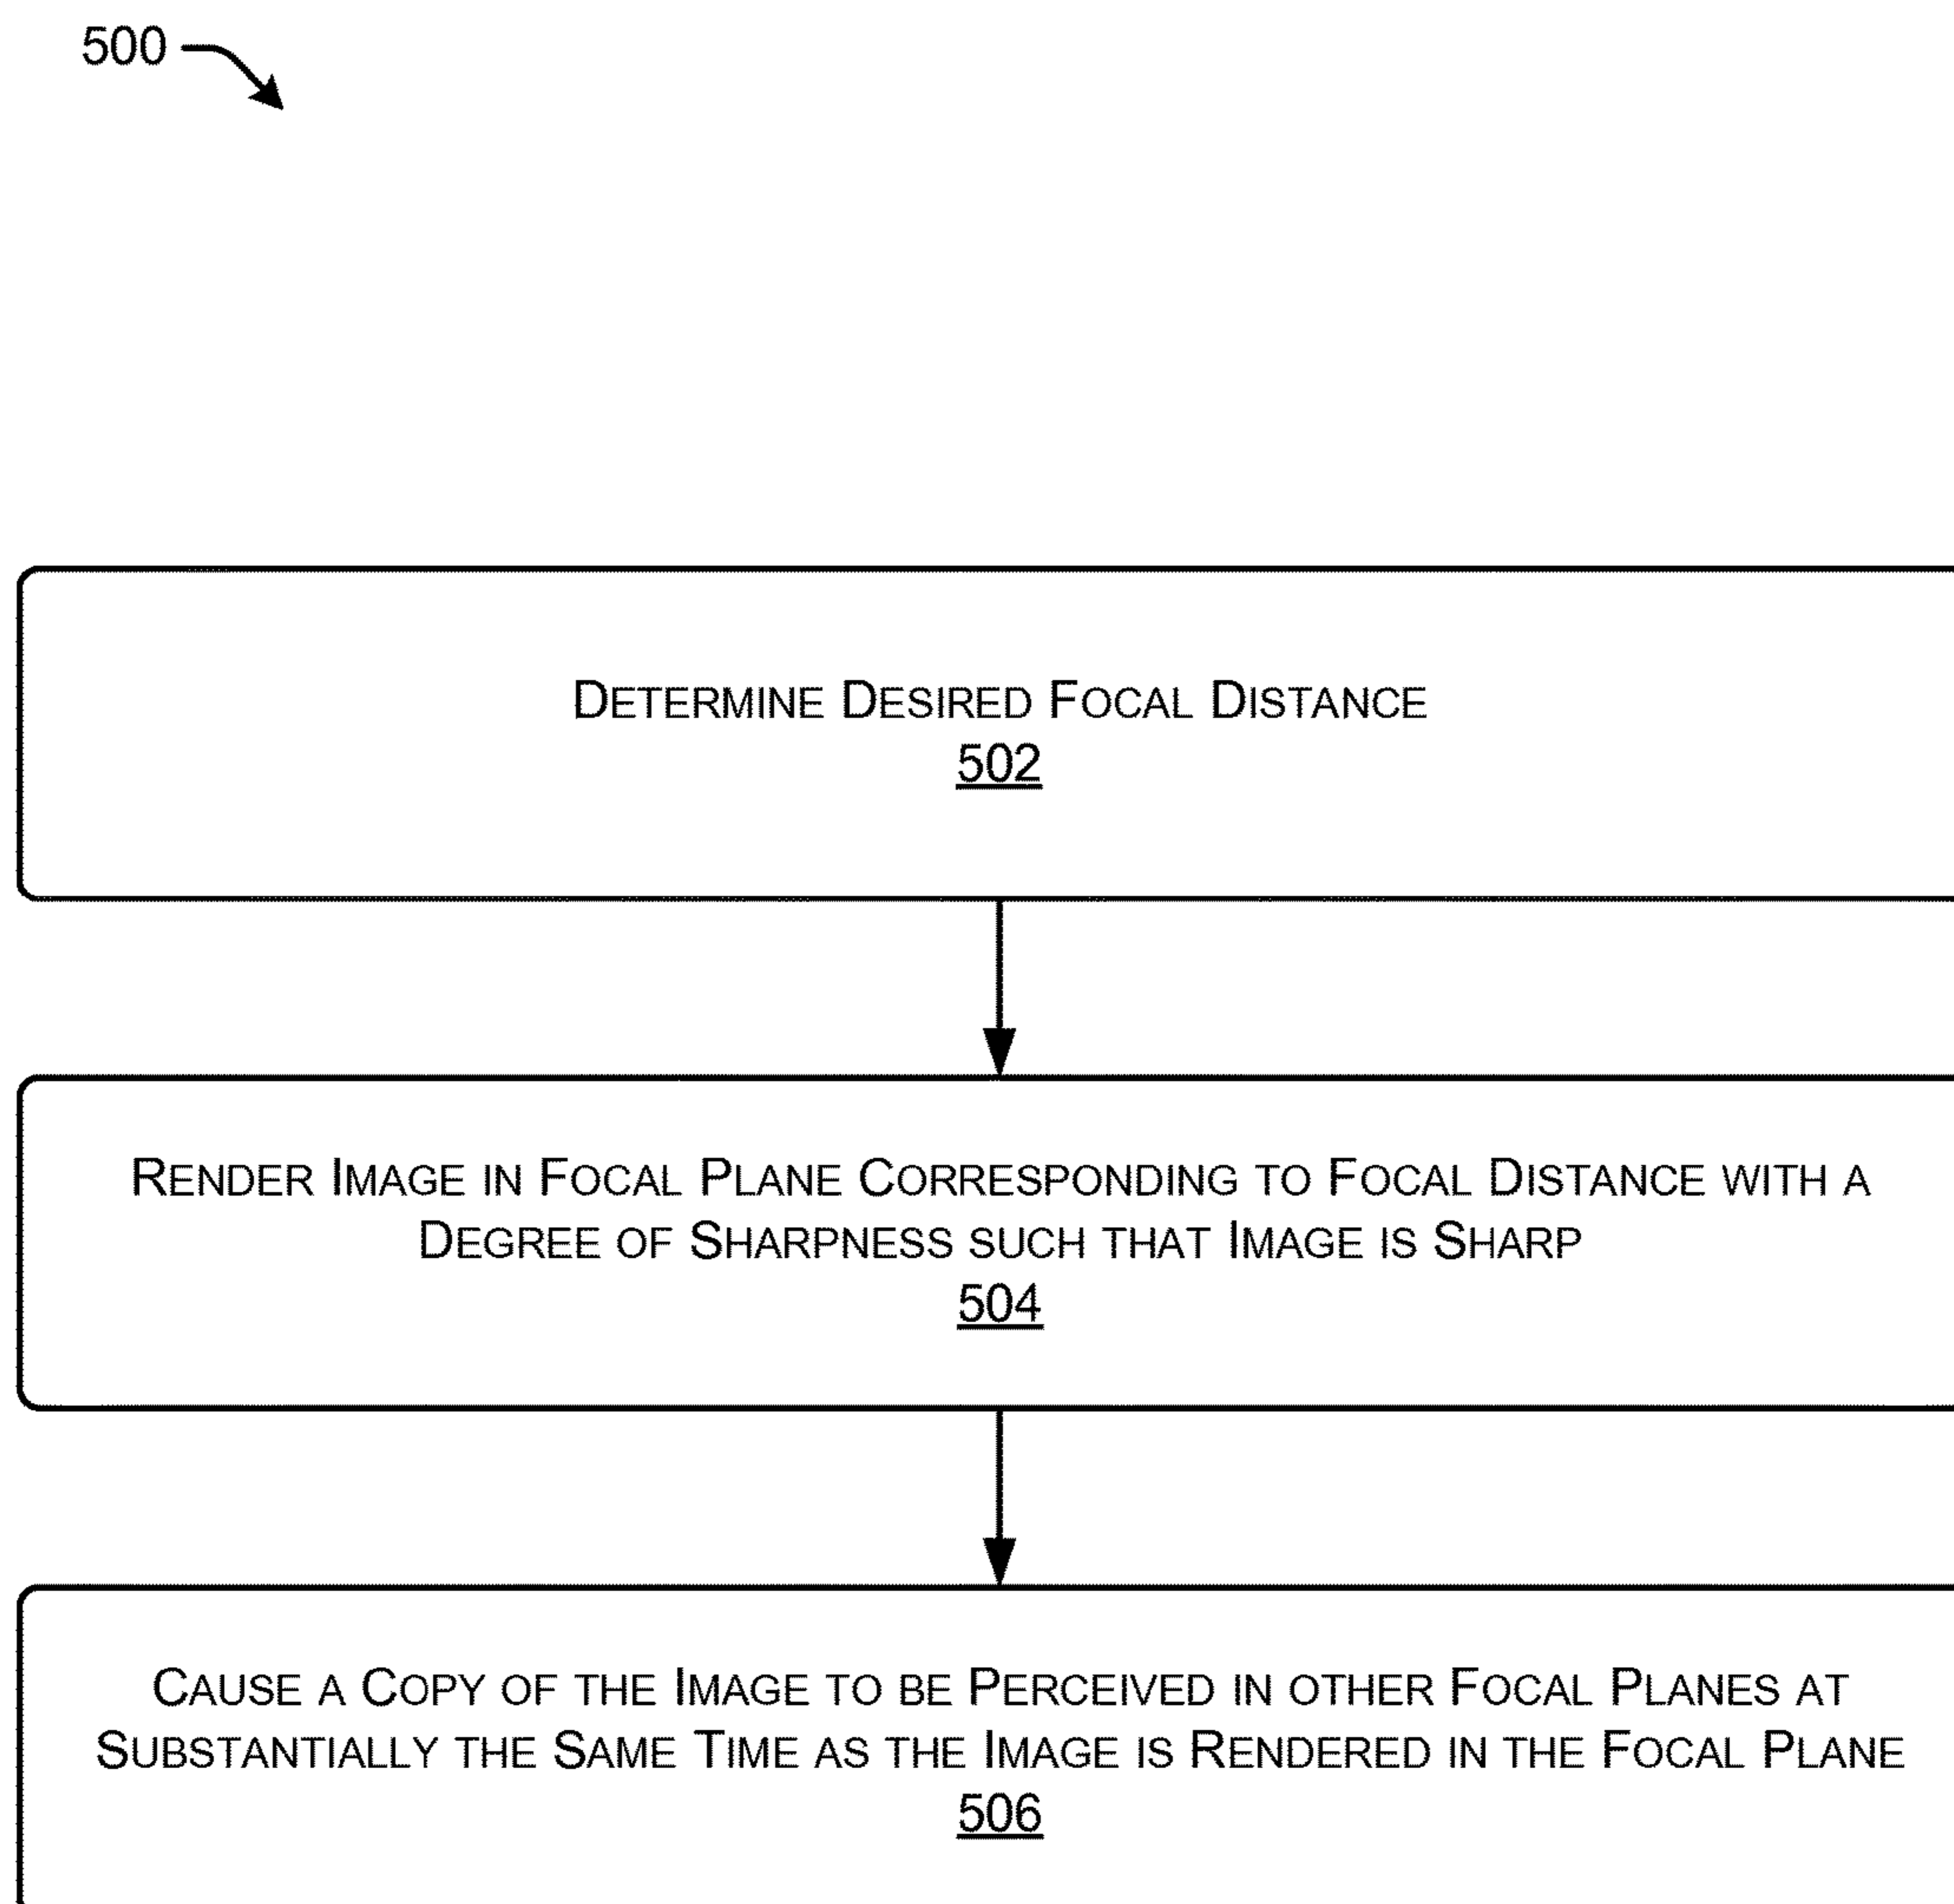 500
DETERMINE DESIRED FOCAL DISTANCE
502
RENDER IMAGE IN FOCAL PLANE CORRESPONDING TO FOCAL DISTANCE WITH A
DEGREE OF SHARPNESS SUCH THAT IMAGE IS SHARP
504
CAUSE A COPY OF THE IMAGE TO BE PERCEIVED IN OTHER FOCAL PLANES AT
SUBSTANTIALLY THE SAME TIME AS THE IMAGE IS RENDERED IN THE FOCAL PLANE
506